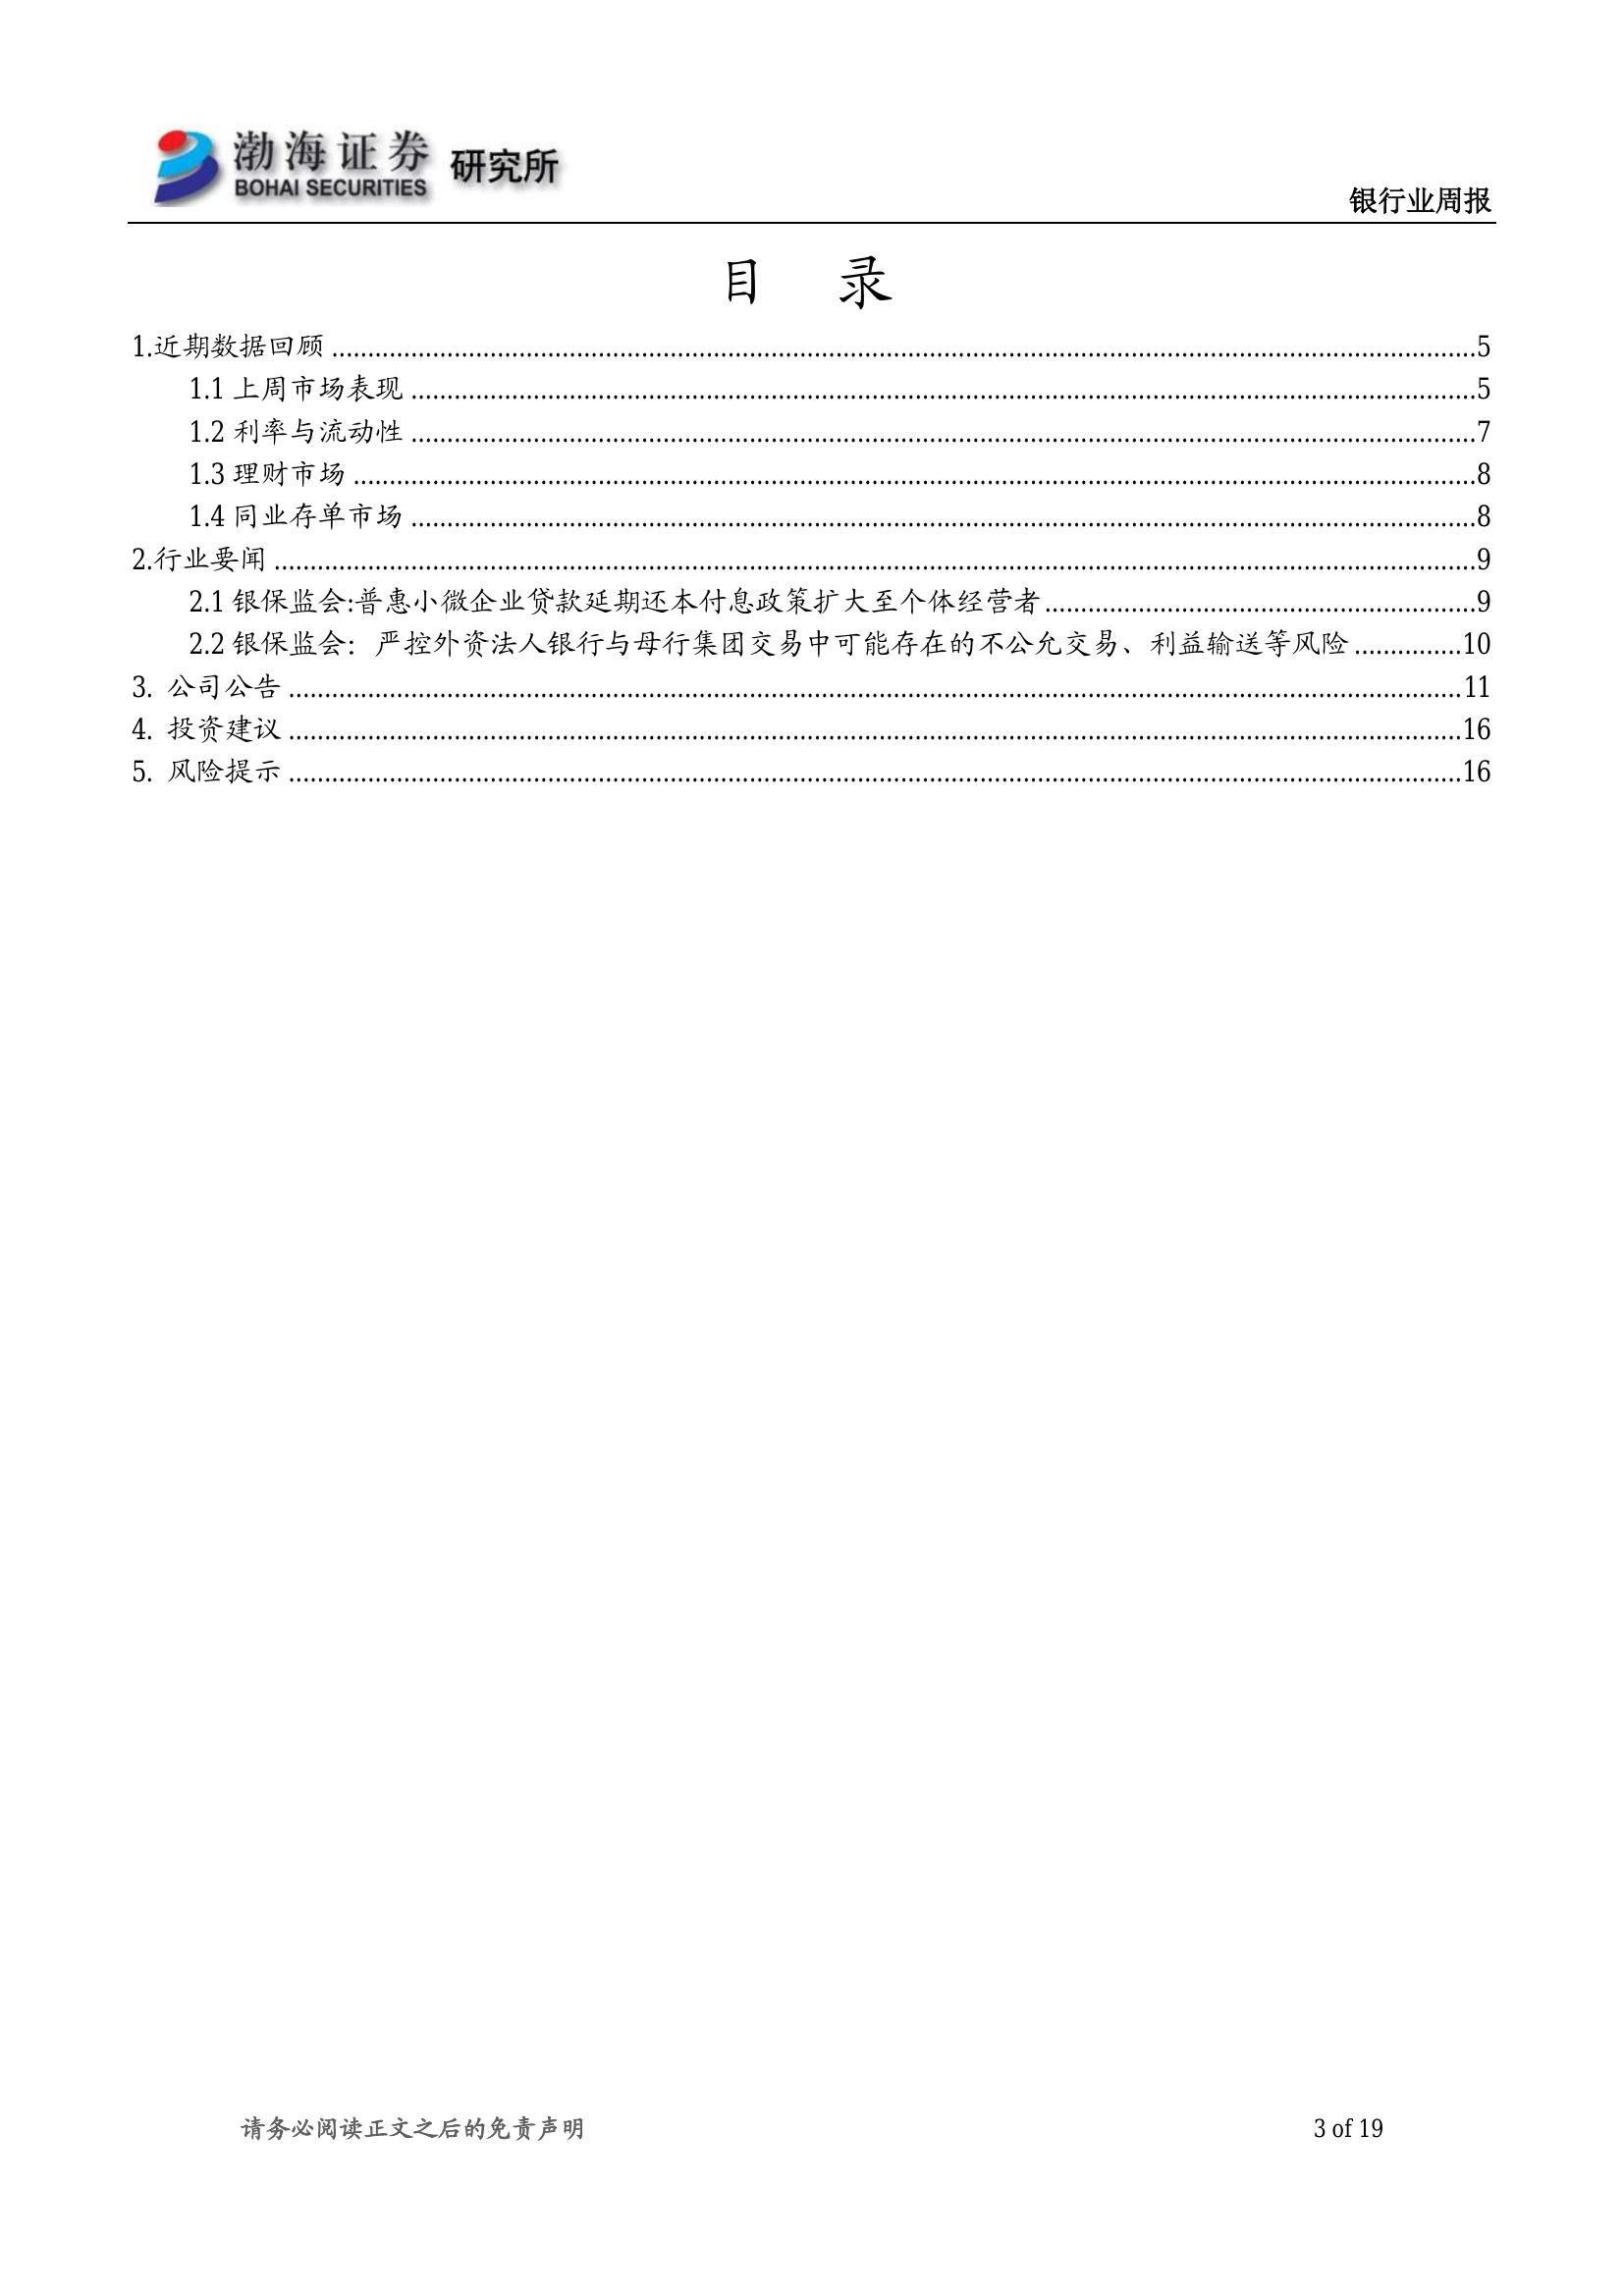 渤海证券 研究所
BOHAI SECURITIES
银行业周报
目 录
1.近期数据回顾 ................................................................ 5
1.1 上周市场表现 ................................................................ 5
1.2 利率与流动性 ................................................................ 7
1.3 理财市场 ................................................................ 8
1.4 同业存单市场 ................................................................ 8
2.行业要闻 ................................................................ 9
2.1 银保监会:普惠小微企业贷款延期还本付息政策扩大至个体经营者 ................................ 9
2.2 银保监会：严控外资法人银行与母行集团交易中可能存在的不公允交易、利益输送等风险 ............... 10
3. 公司公告 ................................................................ 11
4. 投资建议 ................................................................ 16
5. 风险提示 ................................................................ 16
请务必阅读正文之后的免责声明 3 of 19